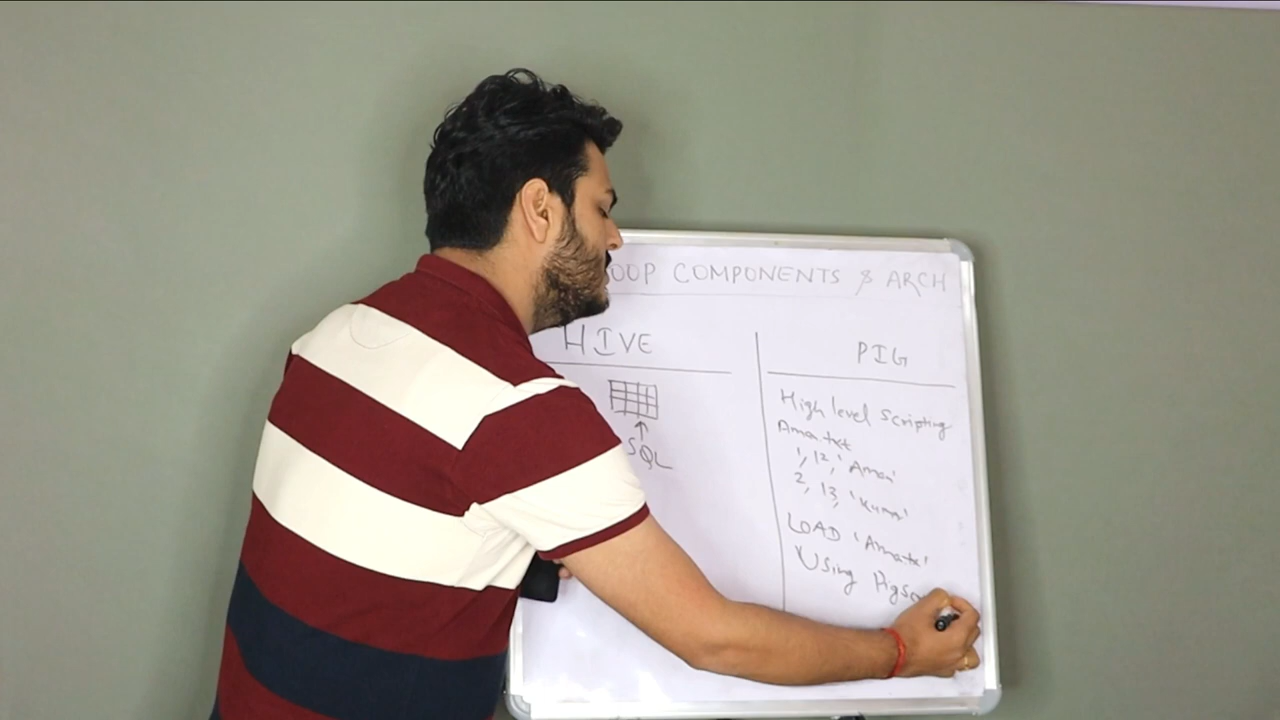 OOP COMPONENTS & ARCH
HIVE
SQL
PIG
High level Scripting
Aman.txt
1, 12, 'Aman'
2, 13, 'Kumar'
LOAD 'Aman.txt'
Using PigS